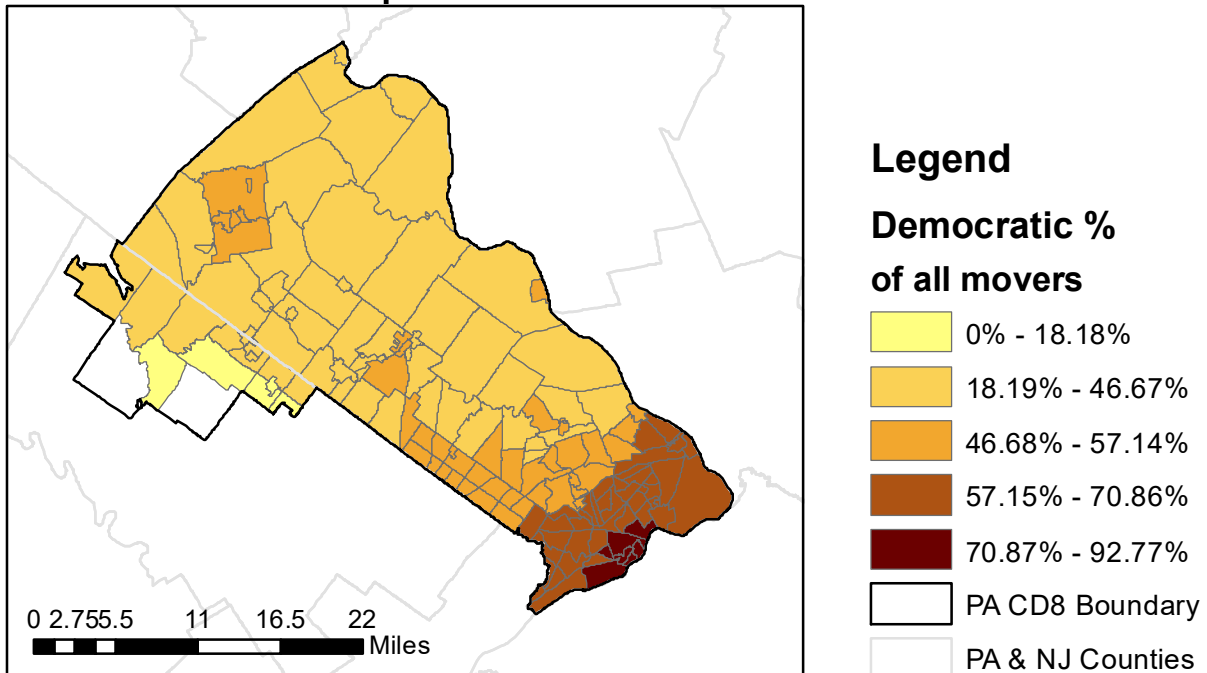 Legend
Democratic %
of all movers
0% - 18.18%
18.19% - 46.67%
46.68% - 57.14%
57.15% - 70.86%
70.87% - 92.77%
PA CD8 Boundary
PA & NJ Counties
0 2.755.5 11 16.5 22
Miles